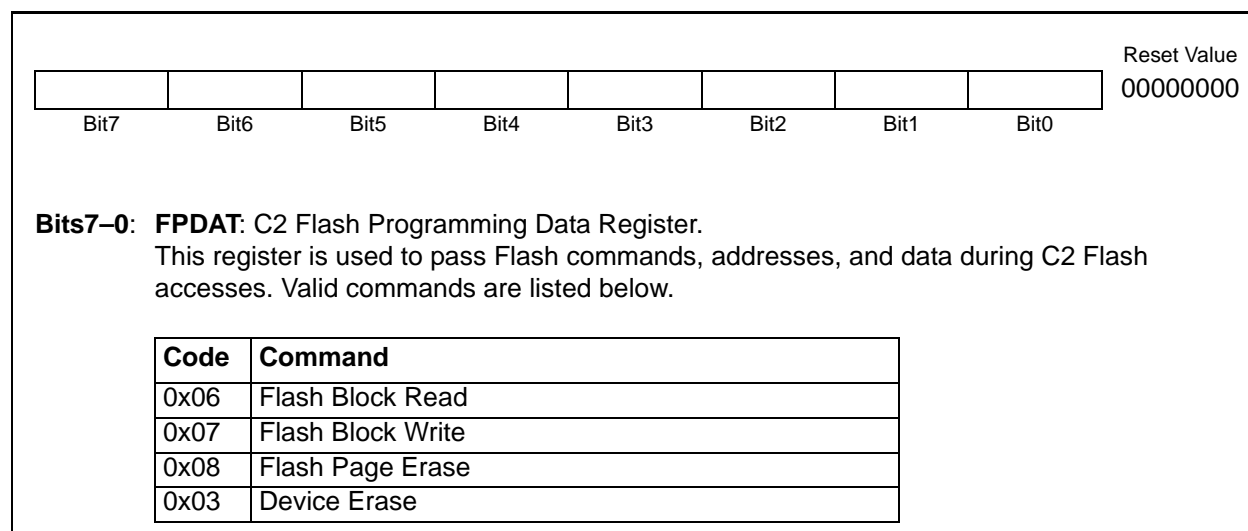 Reset Value
00000000
Bit7 Bit6 Bit5 Bit4 Bit3 Bit2 Bit1 Bit0
Bits7–0: FPDAT: C2 Flash Programming Data Register.
This register is used to pass Flash commands, addresses, and data during C2 Flash
accesses. Valid commands are listed below.
Code Command
0x06 Flash Block Read
0x07 Flash Block Write
0x08 Flash Page Erase
0x03 Device Erase